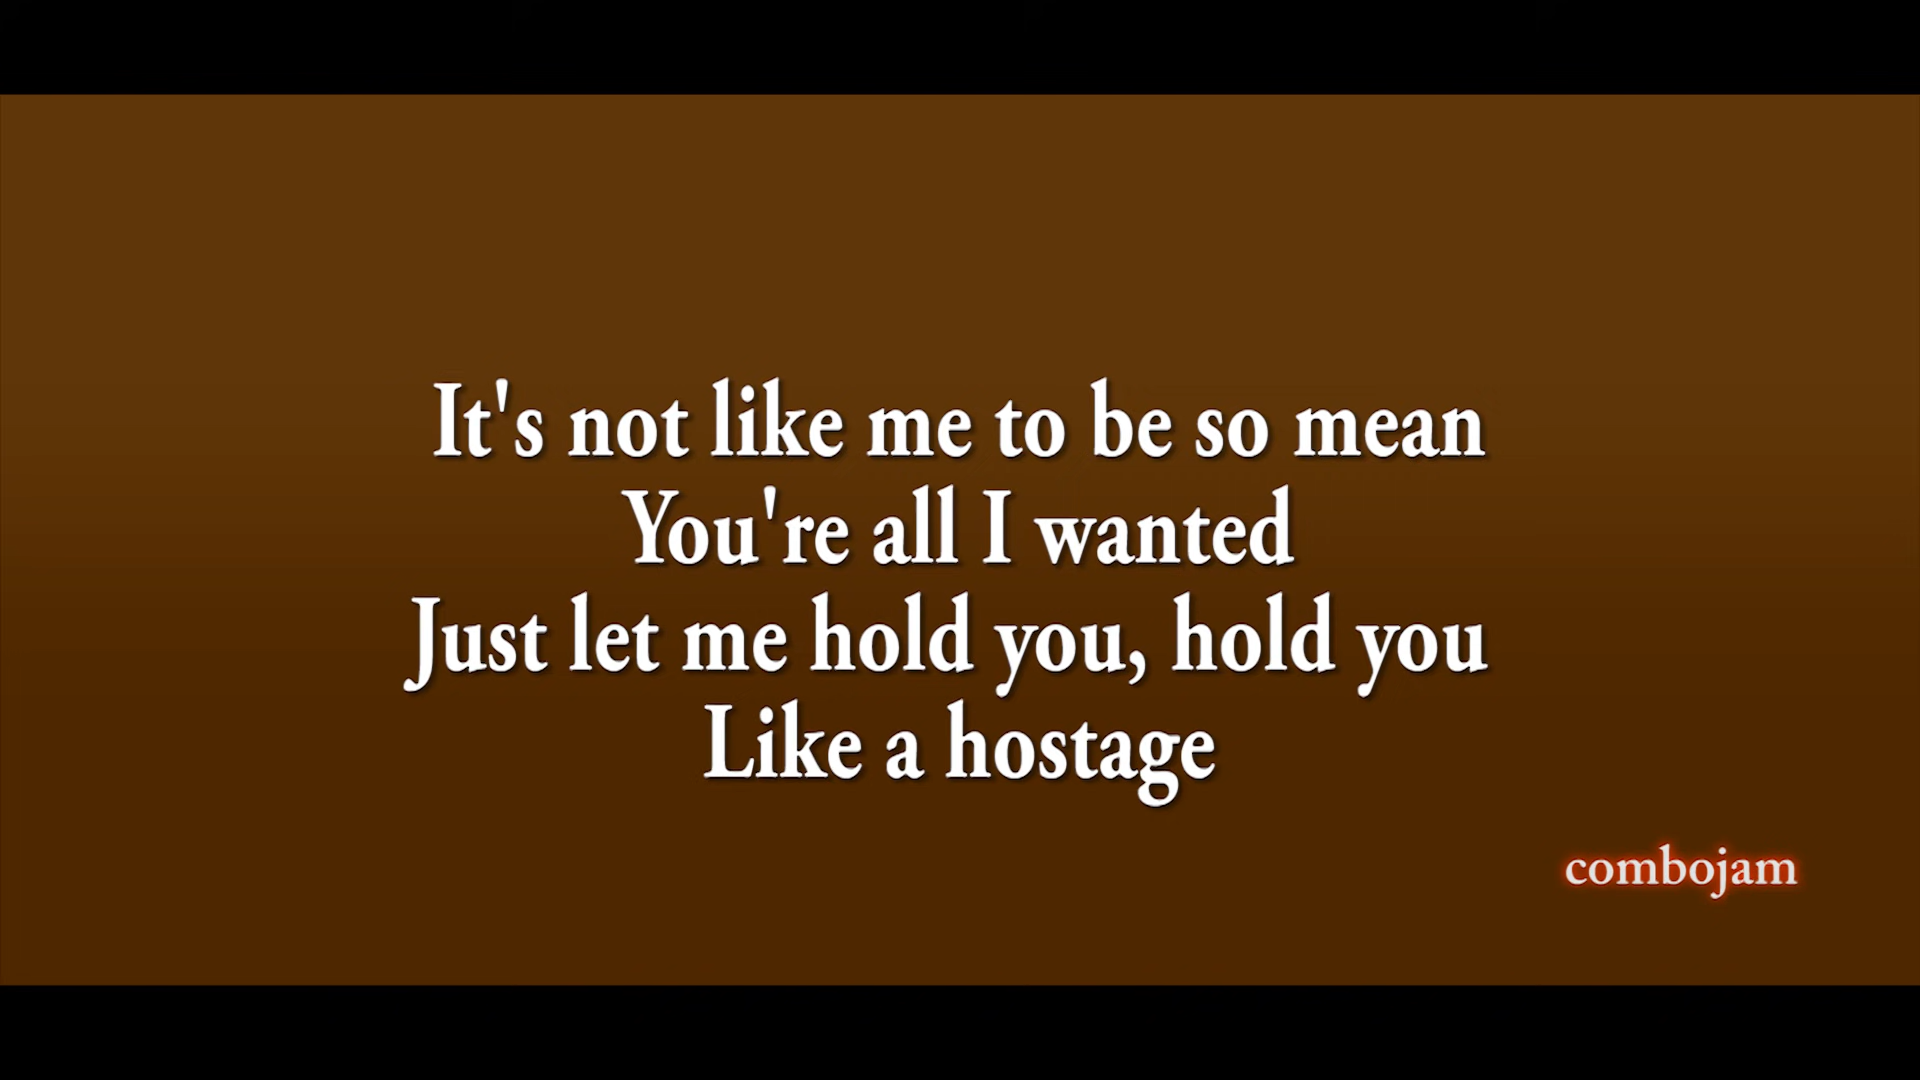 It's not like me to be so mean
You're all I wanted
Just let me hold you, hold you
Like a hostage
combojam